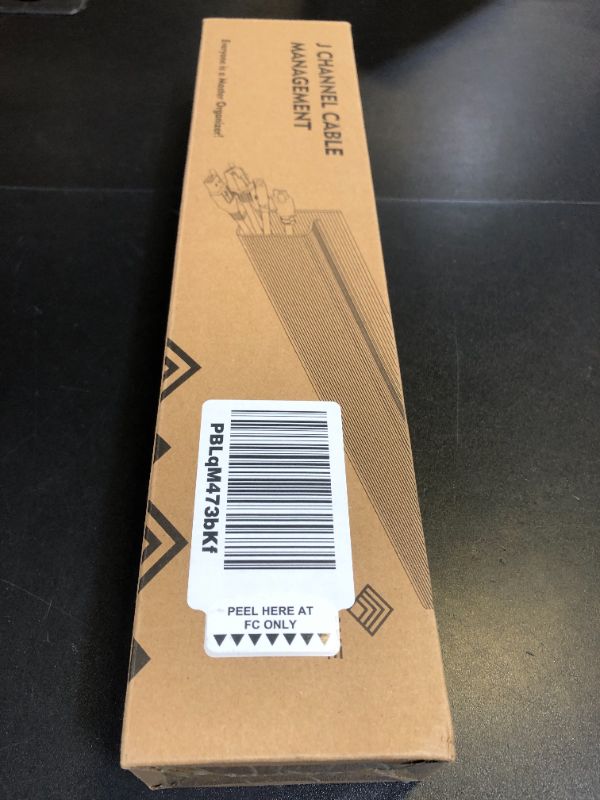 J CHANNEL CABLE
MANAGEMENT
Everyone is a Master Organizer!
PBLqM473bKf
PEEL HERE AT
FC ONLY